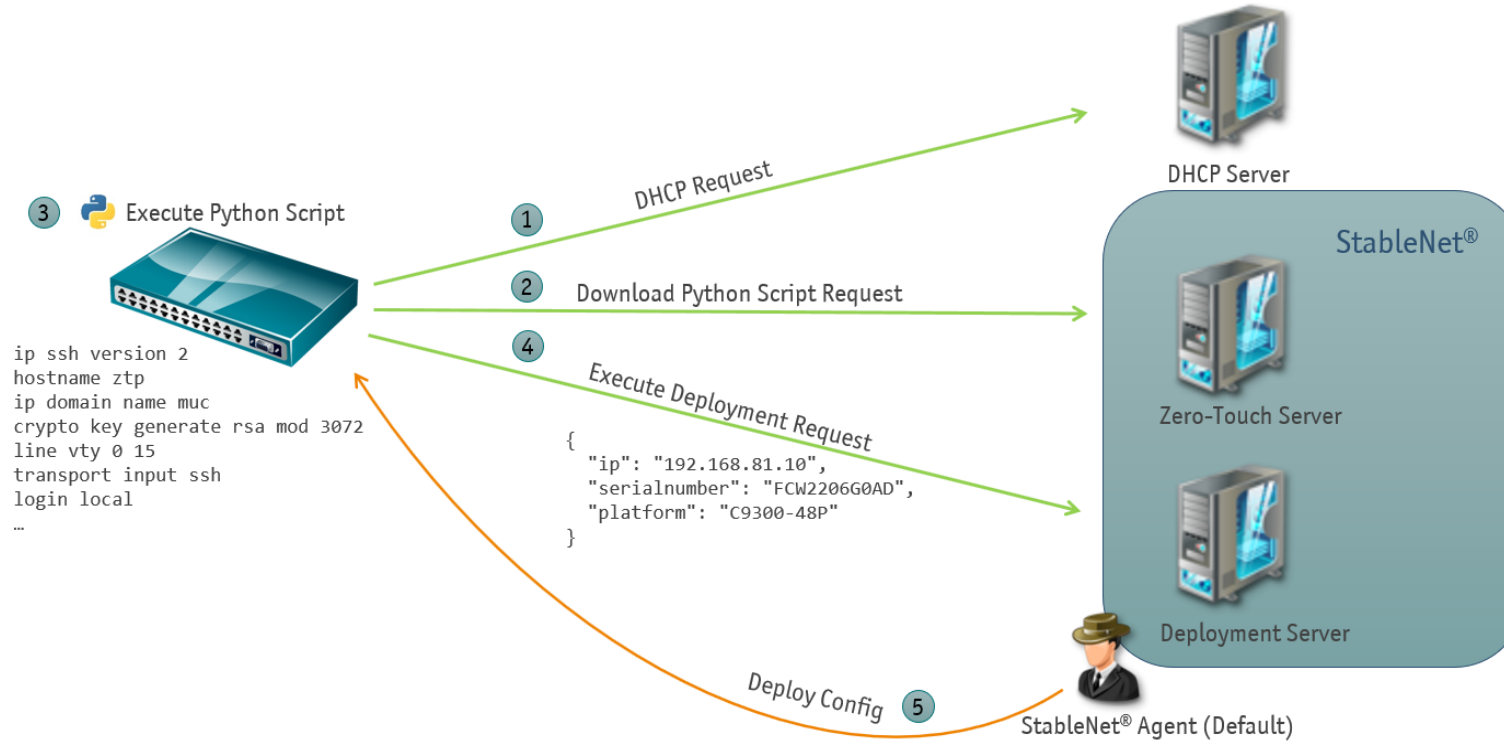 DHCP Server
DHCP Request
3
Execute Python Script
1
StableNet®
2
Download Python Script Request
4
ip ssh version 2
hostname ztp
ip domain name muc
crypto key generate rsa mod 3072
line vty 0 15
transport input ssh
login local
…
Execute Deployment Request
{
"ip": "192.168.81.10",
"serialnumber": "FCW2206G0AD",
"platform": "C9300-48P"
}
Zero-Touch Server
Deployment Server
Deploy Config
5
StableNet® Agent (Default)